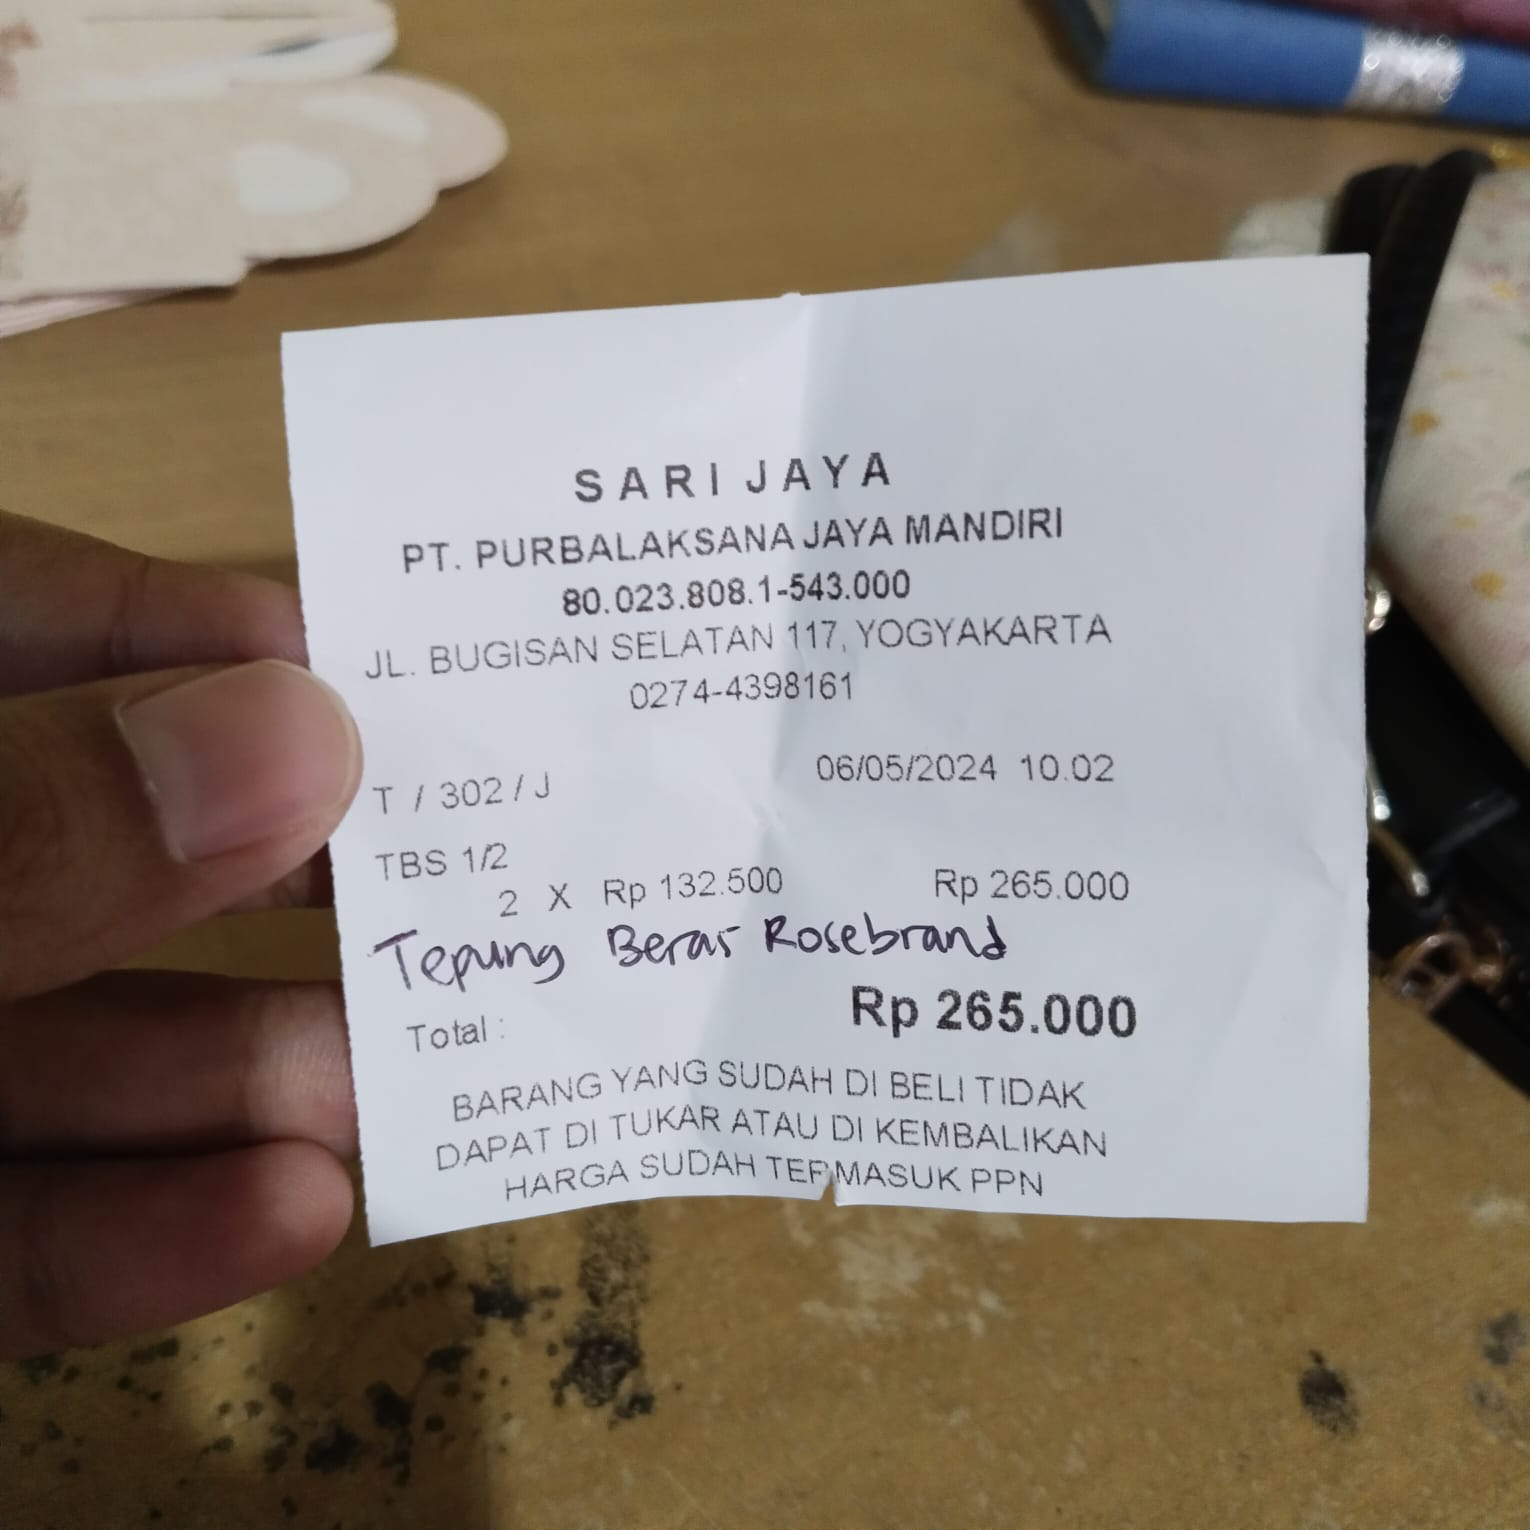 SARI JAYA
PT. PURBALAKSANA JAYA MANDIRI
80.023.808.1-543.000
JL. BUGISAN SELATAN 117, YOGYAKARTA
0274-4398161
T / 302 / J 06/05/2024 10.02
TBS 1/2
2 X Rp 132.500 Rp 265.000
Tepung Beras Rosebrand
Total : Rp 265.000
BARANG YANG SUDAH DI BELI TIDAK
DAPAT DI TUKAR ATAU DI KEMBALIKAN
HARGA SUDAH TERMASUK PPN